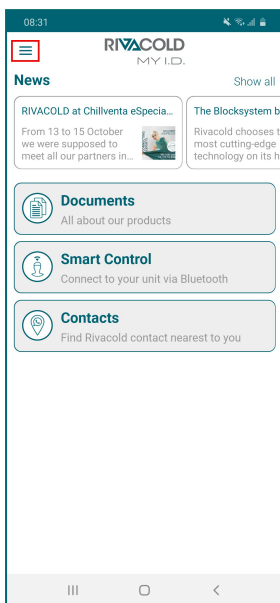 08:31
RIVACOLD
MY I.D.
News
Show all
RIVACOLD at Chillventa eSpecia...
From 13 to 15 October
we were supposed to
meet all our partners in...
The Blocksystem b
Rivacold chooses t
most cutting-edge
technology on its h
Documents
All about our products
Smart Control
Connect to your unit via Bluetooth
Contacts
Find Rivacold contact nearest to you